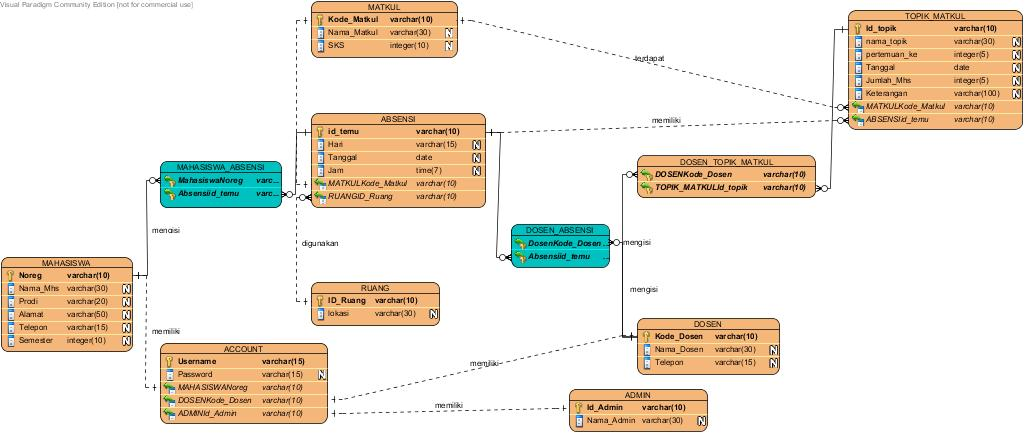 Visual Paradigm Community Edition [not for commercial use]
MATKUL
Kode_Matkul varchar(10)
Nama_Matkul varchar(30) N
SKS integer(10) N
TOPIK_MATKUL
Id_topik varchar(10)
nama_topik varchar(30) N
pertemuan_ke integer(5) N
Tanggal date N
Jumlah_Mhs integer(5) N
Keterangan varchar(100) N
MATKULKode_Matkul varchar(10)
ABSENSIid_temu varchar(10)
terdapat
memiliki
ABSENSI
id_temu varchar(10)
Hari varchar(15) N
Tanggal date N
Jam time(7) N
MATKULKode_Matkul varchar(10)
RUANGID_Ruang varchar(10)
MAHASISWA_ABSENSI
MahasiswaNoreg varc...
Absensiid_temu varc...
DOSEN_TOPIK_MATKUL
DOSENKode_Dosen varchar(10)
TOPIK_MATKULId_topik varchar(10)
DOSEN_ABSENSI
DosenKode_Dosen ...
Absensiid_temu ...
mengisi
digunakan
mengisi
MAHASISWA
Noreg varchar(10)
Nama_Mhs varchar(30) N
Prodi varchar(20) N
Alamat varchar(50) N
Telepon varchar(15) N
Semester integer(10) N
RUANG
ID_Ruang varchar(10)
lokasi varchar(30) N
mengisi
memiliki
DOSEN
Kode_Dosen varchar(10)
Nama_Dosen varchar(30) N
Telepon varchar(15) N
ACCOUNT
Username varchar(15)
Password varchar(15) N
MAHASISWANoreg varchar(10)
DOSENKode_Dosen varchar(10)
ADMINId_Admin varchar(10)
memiliki
memiliki
ADMIN
Id_Admin varchar(10)
Nama_Admin varchar(30) N